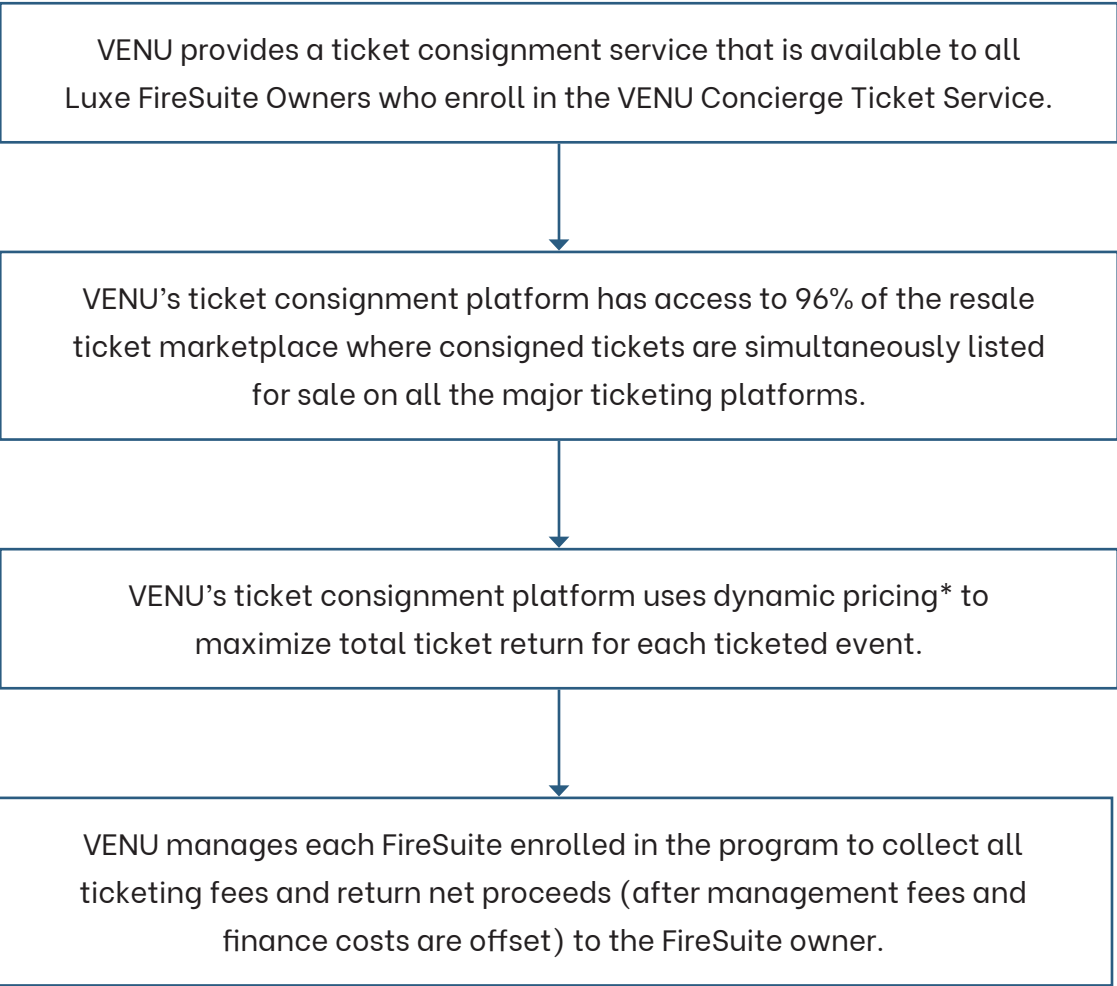 VENU provides a ticket consignment service that is available to all
Luxe FireSuite Owners who enroll in the VENU Concierge Ticket Service.
VENU’s ticket consignment platform has access to 96% of the resale
ticket marketplace where consigned tickets are simultaneously listed
for sale on all the major ticketing platforms.
VENU’s ticket consignment platform uses dynamic pricing* to
maximize total ticket return for each ticketed event.
VENU manages each FireSuite enrolled in the program to collect all
ticketing fees and return net proceeds (after management fees and
finance costs are offset) to the FireSuite owner.